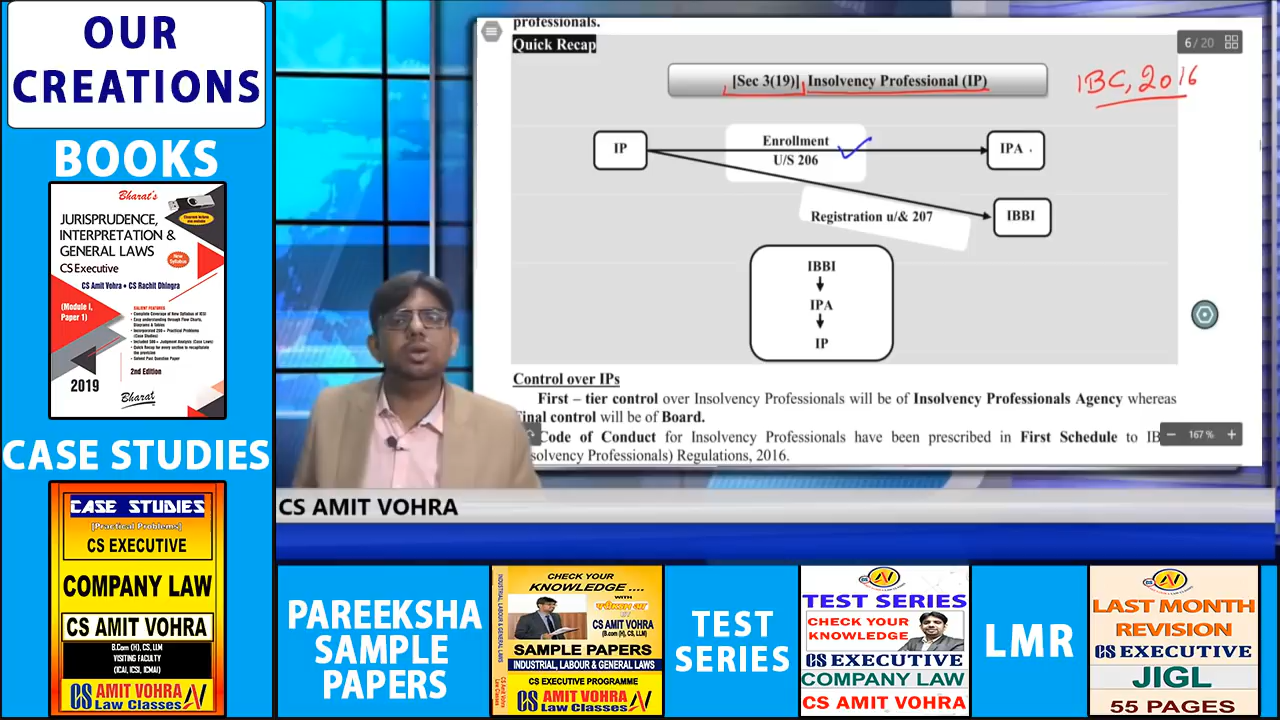 OUR
CREATIONS
BOOKS
Bharat's
JURISPRUDENCE,
INTERPRETATION &
GENERAL LAWS
CS Executive
New Syllabus
CS Amit Vohra • CS Rachit Dhingra
(Module I,
Paper 1)
2019
2nd Edition
Bharat
CASE STUDIES
CASE STUDIES
[Practical Problems]
CS EXECUTIVE
COMPANY LAW
CS AMIT VOHRA
B.Com (H), CS, LLM
VISITING FACULTY
(ICAI, ICSI, ICMAI)
CS AMIT VOHRA
Law Classes
professionals.
Quick Recap
6 / 20
[Sec 3(19)] Insolvency Professional (IP)
IBC, 2016
IP
Enrollment
U/S 206
IPA
Registration u/& 207
IBBI
IBBI
IPA
IP
Control over IPs
First – tier control over Insolvency Professionals will be of Insolvency Professionals Agency whereas
inal control will be of Board.
Code of Conduct for Insolvency Professionals have been prescribed in First Schedule to IB
solvency Professionals) Regulations, 2016.
167 %
CS AMIT VOHRA
PAREEKSHA
SAMPLE
PAPERS
CHECK YOUR
KNOWLEDGE ....
WITH
CS AMIT VOHRA
(B.com (H), CS, LLM)
SAMPLE PAPERS
INDUSTRIAL, LABOUR & GENERAL LAWS
CS EXECUTIVE PROGRAMME
CS AMIT VOHRA
Law Classes
TEST
SERIES
TEST SERIES
CHECK YOUR
KNOWLEDGE
CS EXECUTIVE
COMPANY LAW
CS AMIT VOHRA
LMR
LAST MONTH
REVISION
CS EXECUTIVE
JIGL
55 PAGES